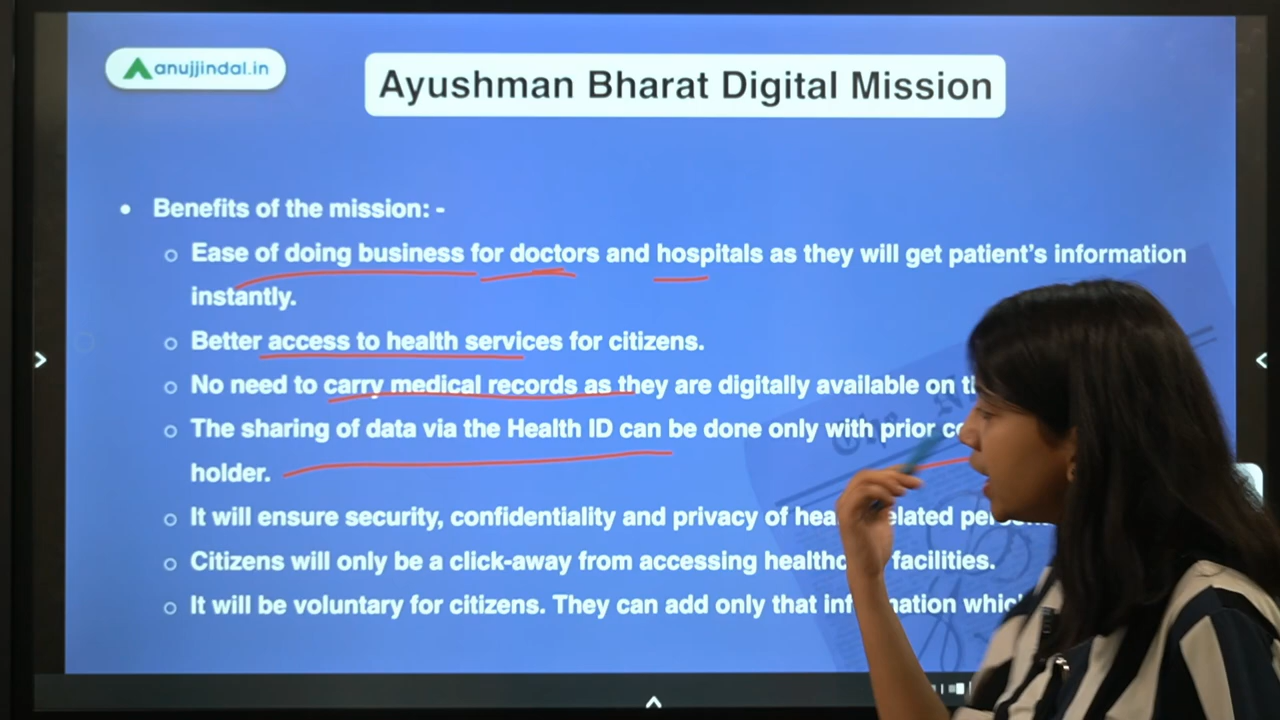 anujjindal.in
Ayushman Bharat Digital Mission
Benefits of the mission: -
Ease of doing business for doctors and hospitals as they will get patient's information
instantly.
Better access to health services for citizens.
No need to carry medical records as they are digitally available on
The sharing of data via the Health ID can be done only with prior
holder.
It will ensure security, confidentiality and privacy of
Citizens will only be a click-away from accessing facilities.
It will be voluntary for citizens. They can add only that